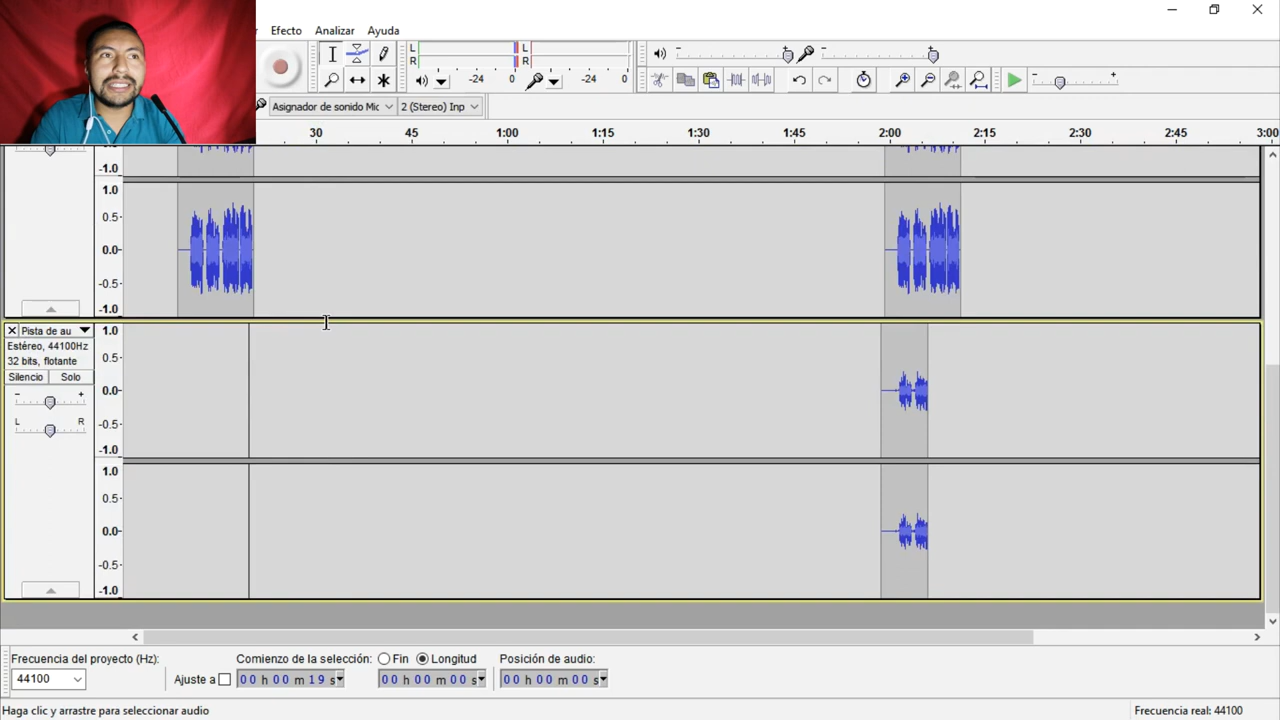 Efecto Analizar Ayuda
L
R
-24 0
L
R
-24 0
- +
Asignador de sonido Mic 2 (Stereo) Inp
30 45 1:00 1:15 1:30 1:45 2:00 2:15 2:30 2:45 3:00
-1.0
1.0
0.5
0.0
-0.5
-1.0
Pista de au
Estéreo, 44100Hz
32 bits, flotante
Silencio Solo
- +
L R
1.0
0.5
0.0
-0.5
-1.0
1.0
0.5
0.0
-0.5
-1.0
Frecuencia del proyecto (Hz):
44100
Ajuste a
Comienzo de la selección:
00 h 00 m 19 s
Fin Longitud
00 h 00 m 00 s
Posición de audio:
00 h 00 m 00 s
Haga clic y arrastre para seleccionar audio
Frecuencia real: 44100